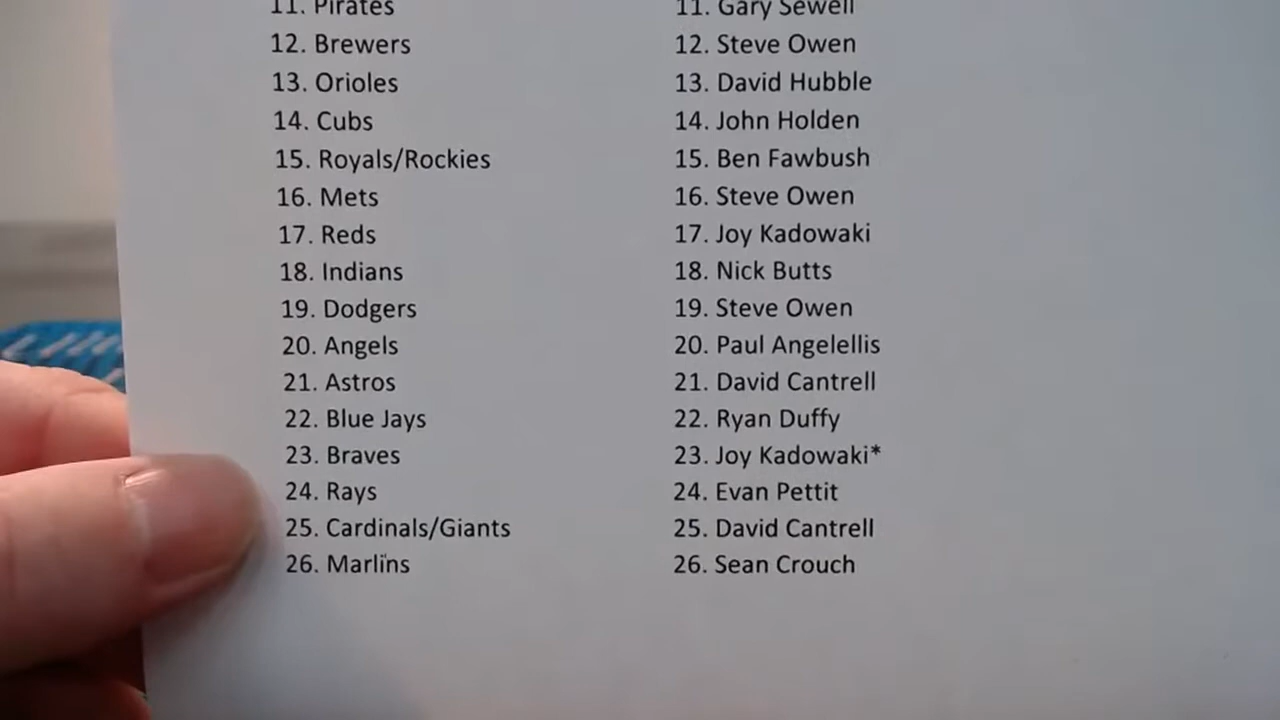 11. Pirates 11. Gary Sewell
12. Brewers 12. Steve Owen
13. Orioles 13. David Hubble
14. Cubs 14. John Holden
15. Royals/Rockies 15. Ben Fawbush
16. Mets 16. Steve Owen
17. Reds 17. Joy Kadowaki
18. Indians 18. Nick Butts
19. Dodgers 19. Steve Owen
20. Angels 20. Paul Angelellis
21. Astros 21. David Cantrell
22. Blue Jays 22. Ryan Duffy
23. Braves 23. Joy Kadowaki*
24. Rays 24. Evan Pettit
25. Cardinals/Giants 25. David Cantrell
26. Marlins 26. Sean Crouch